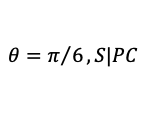 θ = π/6 , S|PC